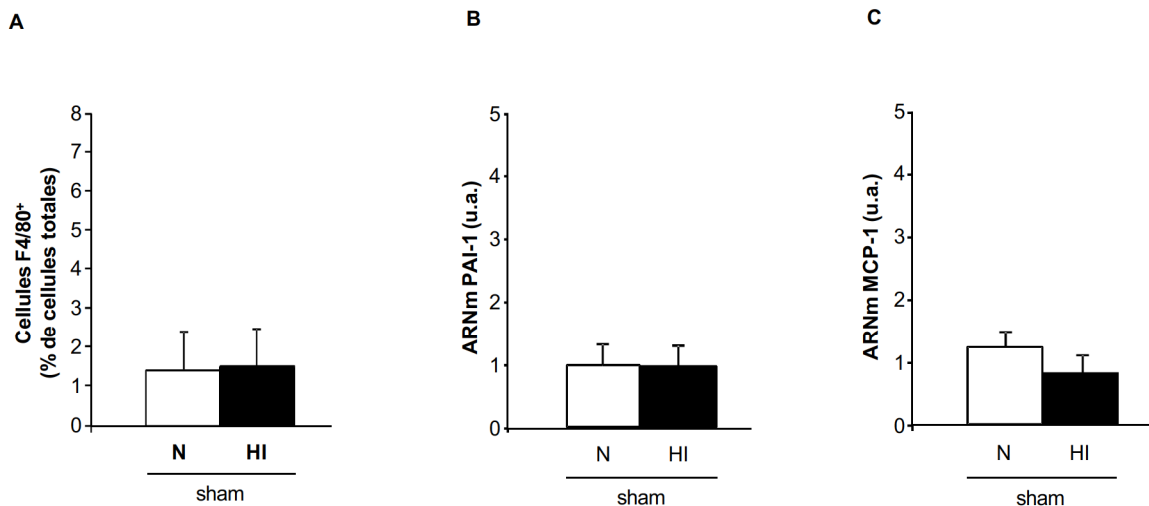 A
Cellules F4/80⁺
(% de cellules totales)
8
7
6
5
4
3
2
1
0
N HI
sham
B
ARNm PAI-1 (u.a.)
5
4
3
2
1
0
N HI
sham
C
ARNm MCP-1 (u.a.)
5
4
3
2
1
0
N HI
sham